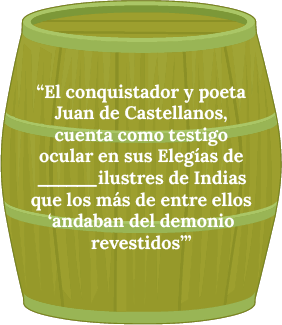 “El conquistador y poeta
Juan de Castellanos,
cuenta como testigo
ocular en sus Elegías de
______ilustres de Indias
que los más de entre ellos
‘andaban del demonio
revestidos’”